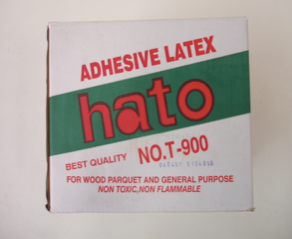 ADHESIVE LATEX
hato
BEST QUALITY NO.T-900
FOR WOOD PARQUET AND GENERAL PURPOSE
NON TOXIC,NON FLAMMABLE